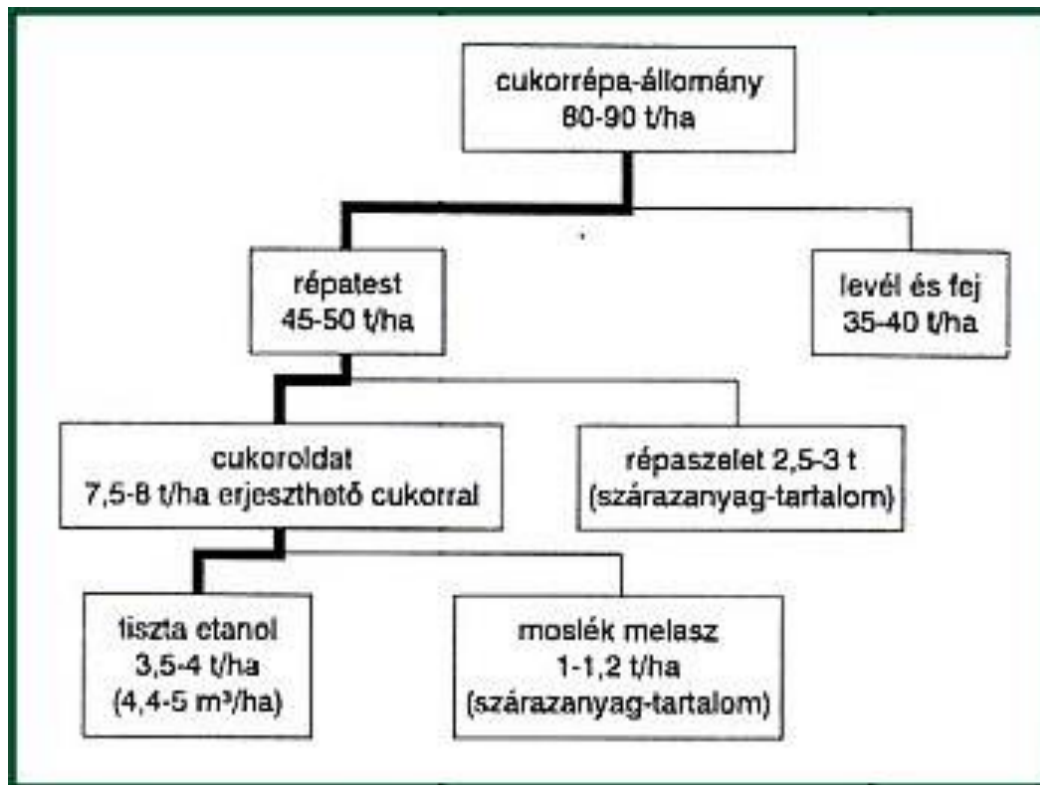 cukorrépa-állomány
80-90 t/ha
répatest
45-50 t/ha
levél és fej
35-40 t/ha
cukoroldat
7,5-8 t/ha erjeszthető cukorral
répaszelet 2,5-3 t
(szárazanyag-tartalom)
tiszta etanol
3,5-4 t/ha
(4,4-5 m³/ha)
moslék melasz
1-1,2 t/ha
(szárazanyag-tartalom)